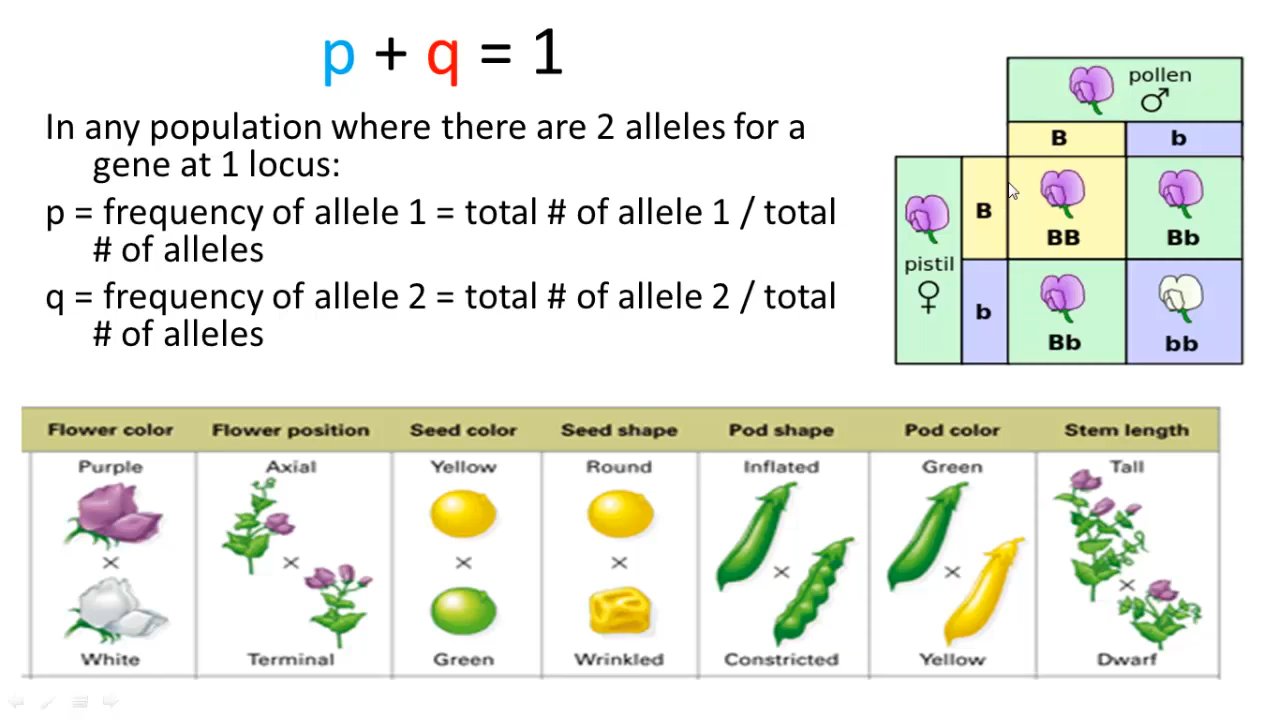 p + q = 1
In any population where there are 2 alleles for a
gene at 1 locus:
p = frequency of allele 1 = total # of allele 1 / total
# of alleles
q = frequency of allele 2 = total # of allele 2 / total
# of alleles
pollen
♂
B b
pistil
♀
B
BB Bb
b
Bb bb
Flower color Flower position Seed color Seed shape Pod shape Pod color Stem length
Purple Axial Yellow Round Inflated Green Tall
× × × × × × ×
White Terminal Green Wrinkled Constricted Yellow Dwarf